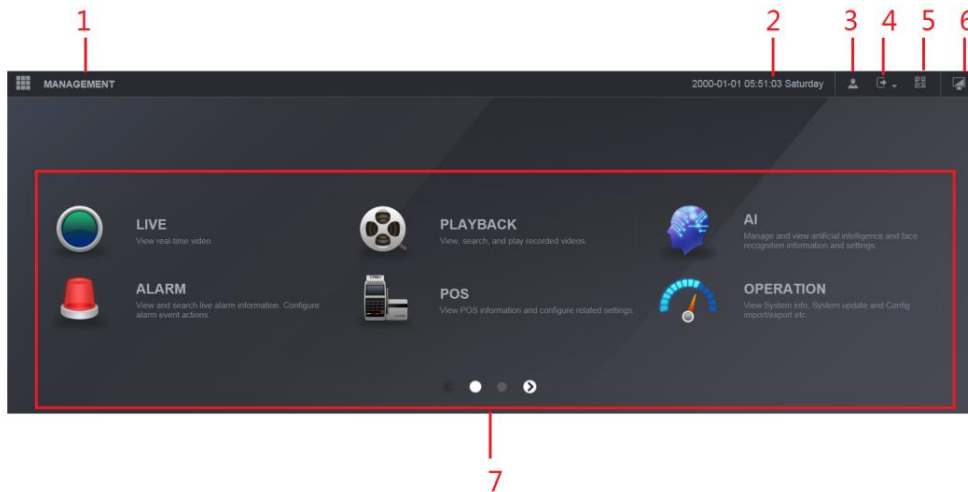 1 2 3 4 5 6
MANAGEMENT 2000-01-01 05:51:03 Saturday
LIVE
View real-time video.
PLAYBACK
View, search, and play recorded videos.
AI
Manage and view artificial intelligence and face
recognition information and settings.
ALARM
View and search live alarm information. Configure
alarm event actions.
POS
View POS information and configure related settings.
OPERATION
View System info, System update and Config
import/export etc.
7